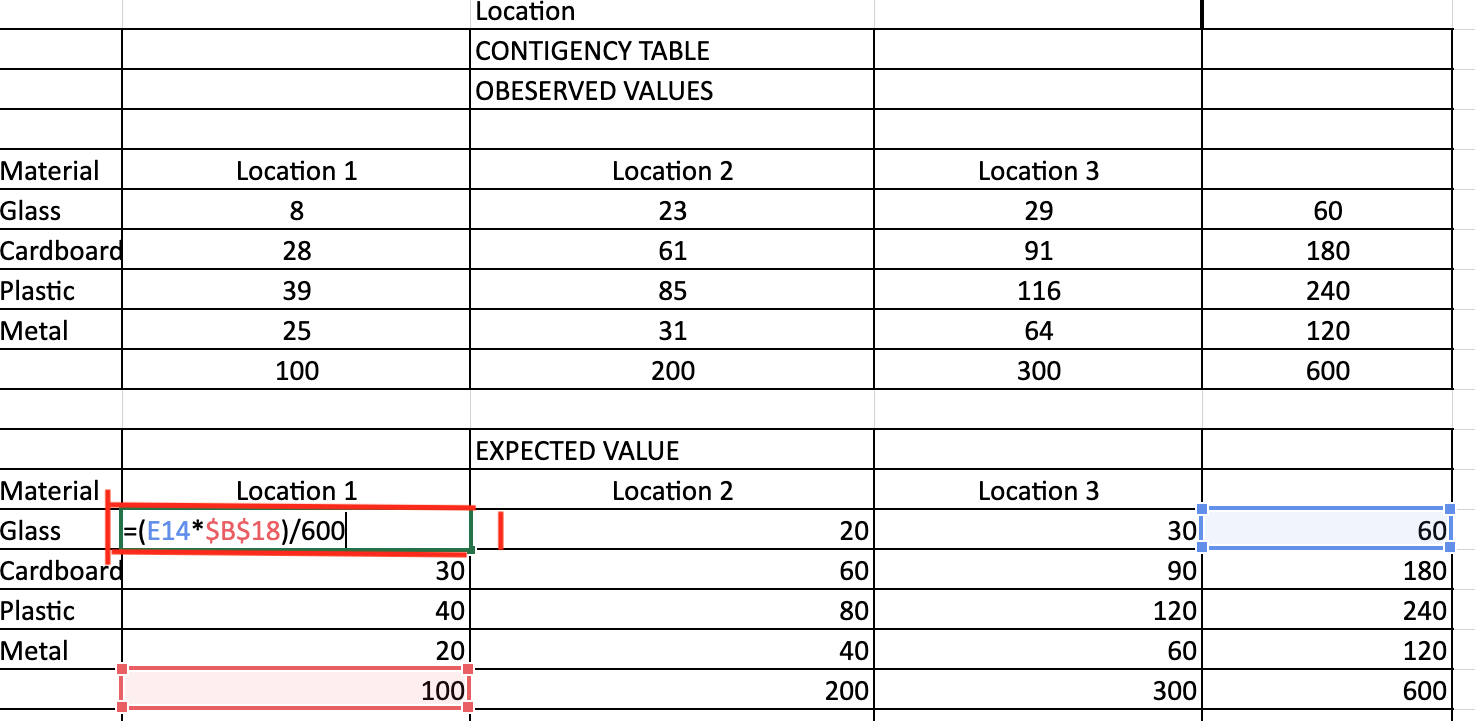 Location
CONTIGENCY TABLE
OBESERVED VALUES
Material Location 1 Location 2 Location 3
Glass 8 23 29 60
Cardboard 28 61 91 180
Plastic 39 85 116 240
Metal 25 31 64 120
100 200 300 600
EXPECTED VALUE
Material Location 1 Location 2 Location 3
Glass =(E14*$B$18)/600 20 30 60
Cardboard 30 60 90 180
Plastic 40 80 120 240
Metal 20 40 60 120
100 200 300 600